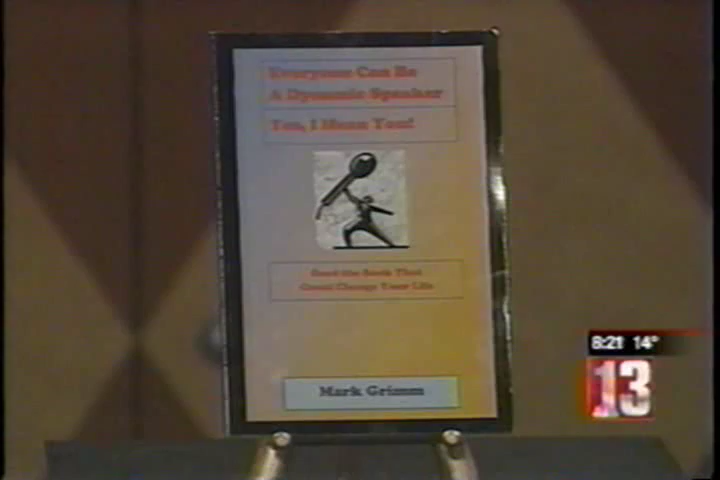 Everyone Can Be
A Dynamic Speaker
Yes, I Mean You!
Read the Book That
Could Change Your Life
Mark Grimm
8:21 14°
13